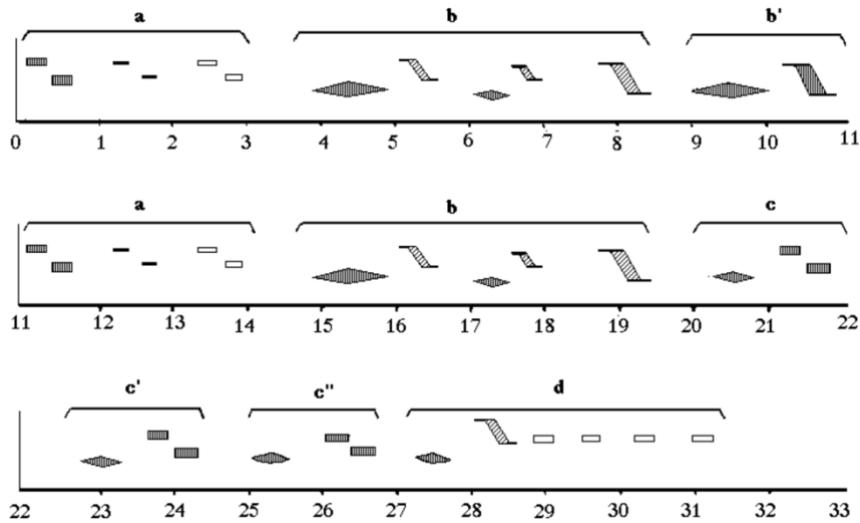 a b b'
0 1 2 3 4 5 6 7 8 9 10 11
a b c
11 12 13 14 15 16 17 18 19 20 21 22
c' c" d
22 23 24 25 26 27 28 29 30 31 32 33